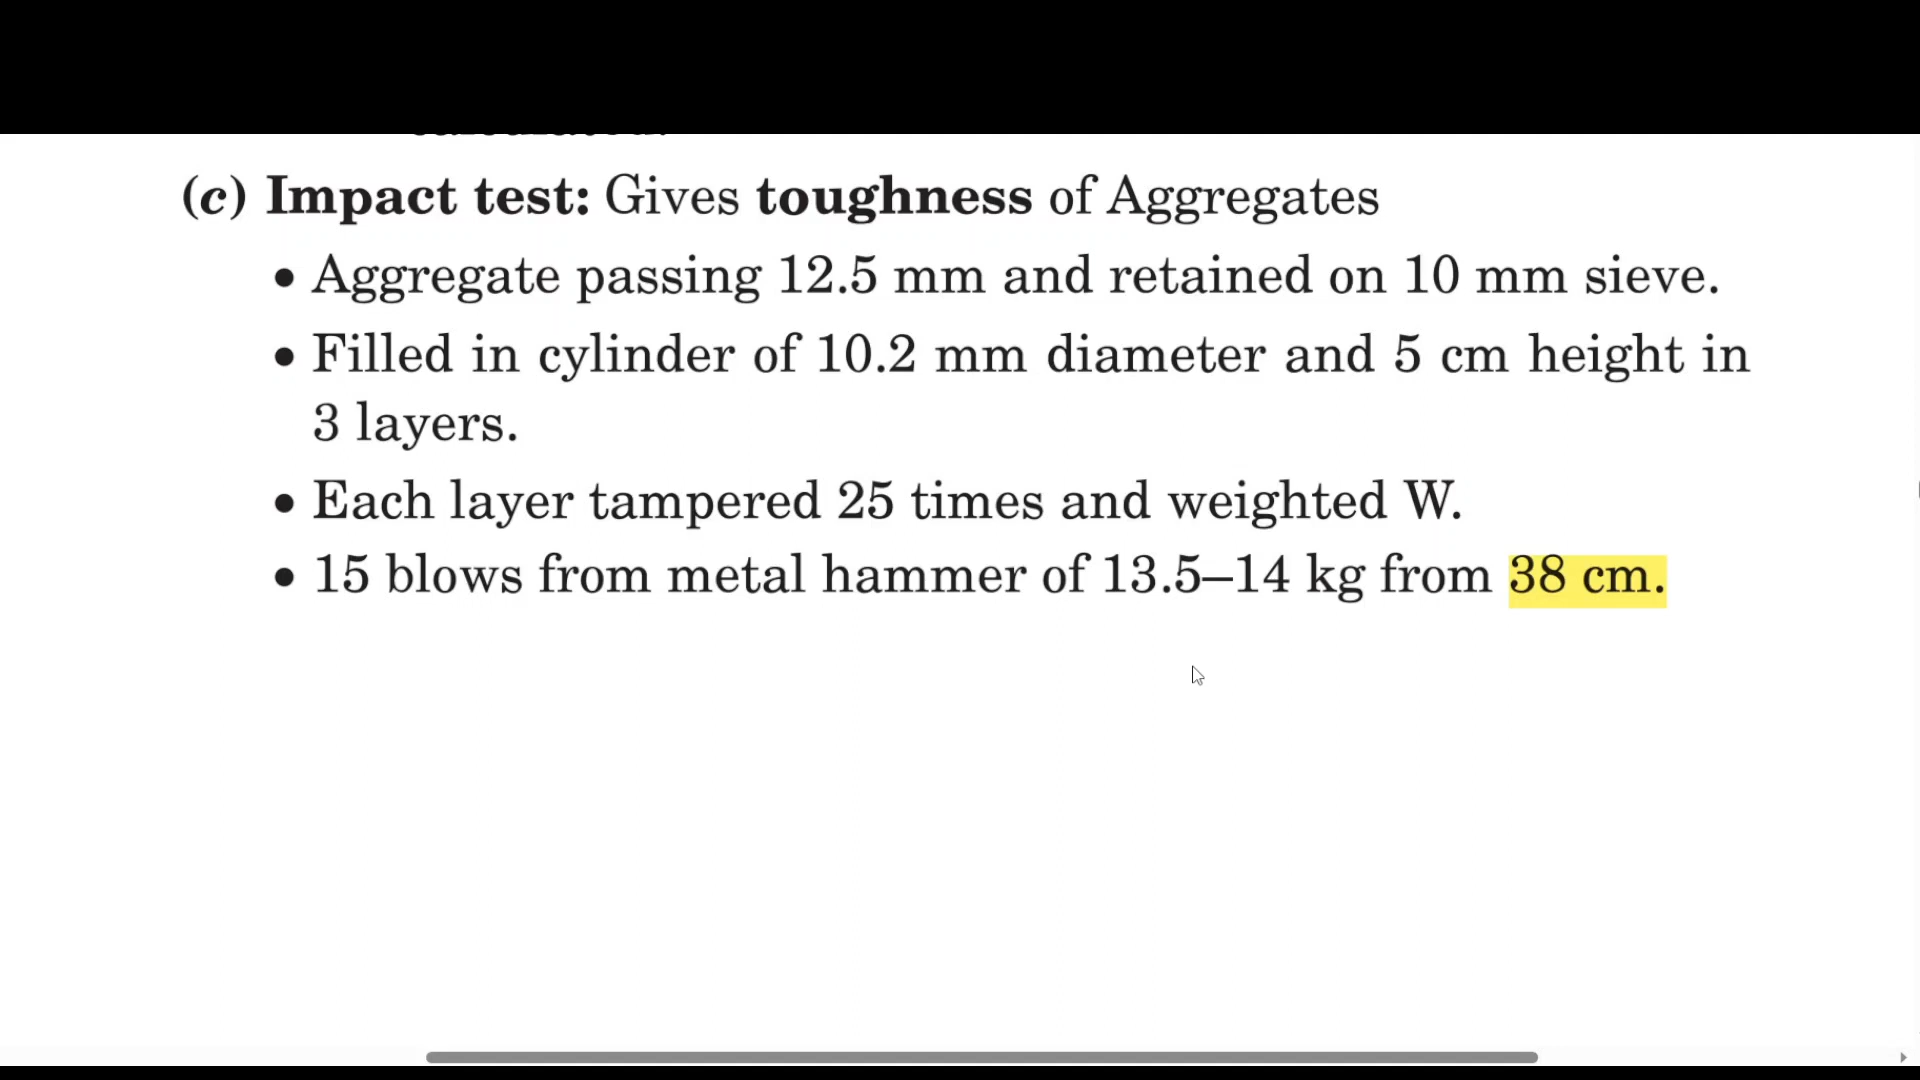 (c) Impact test: Gives toughness of Aggregates
• Aggregate passing 12.5 mm and retained on 10 mm sieve.
• Filled in cylinder of 10.2 mm diameter and 5 cm height in
3 layers.
• Each layer tampered 25 times and weighted W.
• 15 blows from metal hammer of 13.5–14 kg from 38 cm.